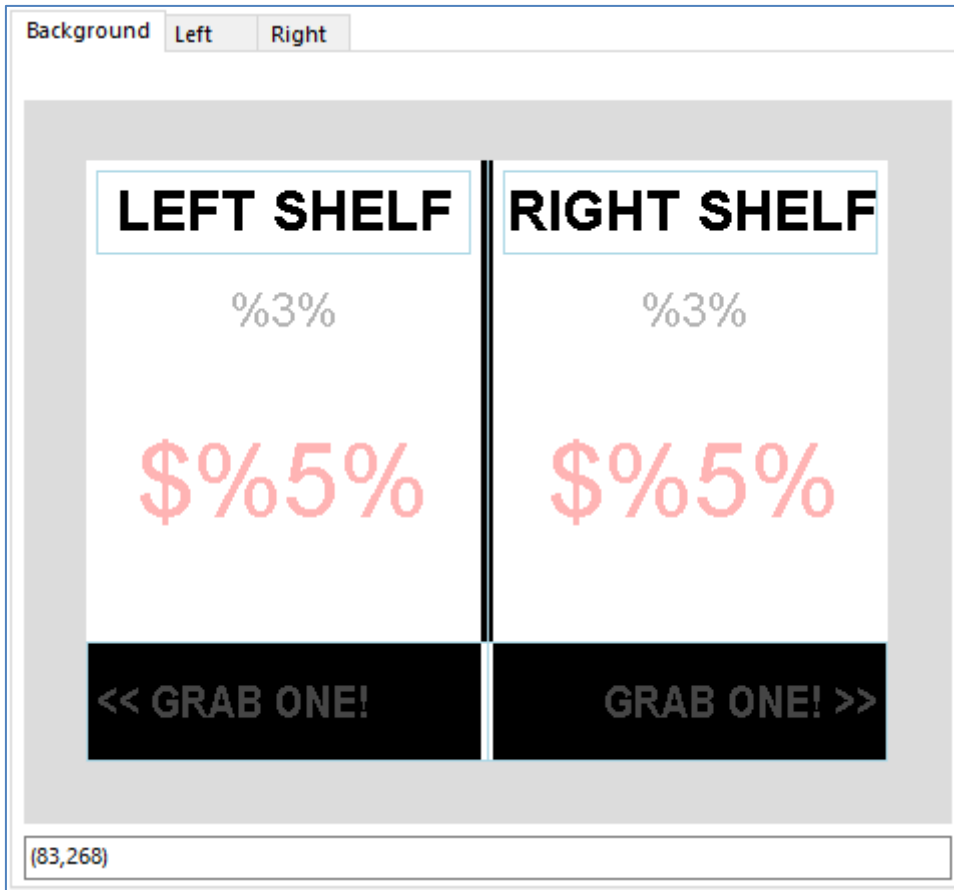 Background Left Right
LEFT SHELF RIGHT SHELF
%3% %3%
$%5% $%5%
<< GRAB ONE! GRAB ONE! >>
(83,268)